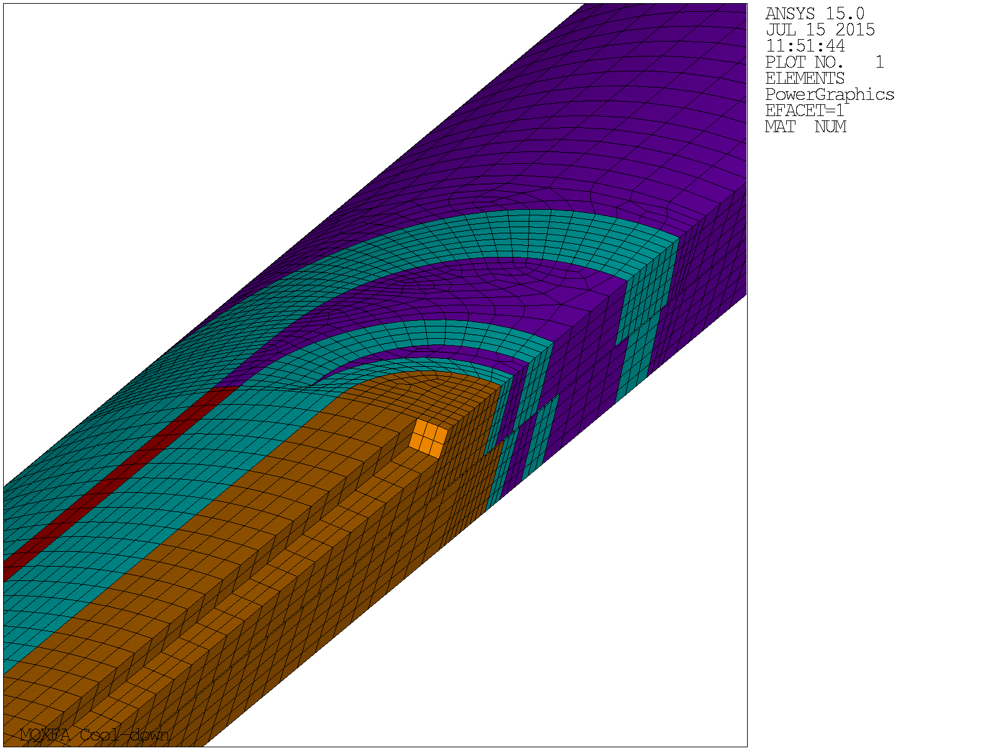 ANSYS 15.0
JUL 15 2015
11:51:44
PLOT NO.   1
ELEMENTS
PowerGraphics
EFACET=1
MAT  NUM
MQXFA Cool-down